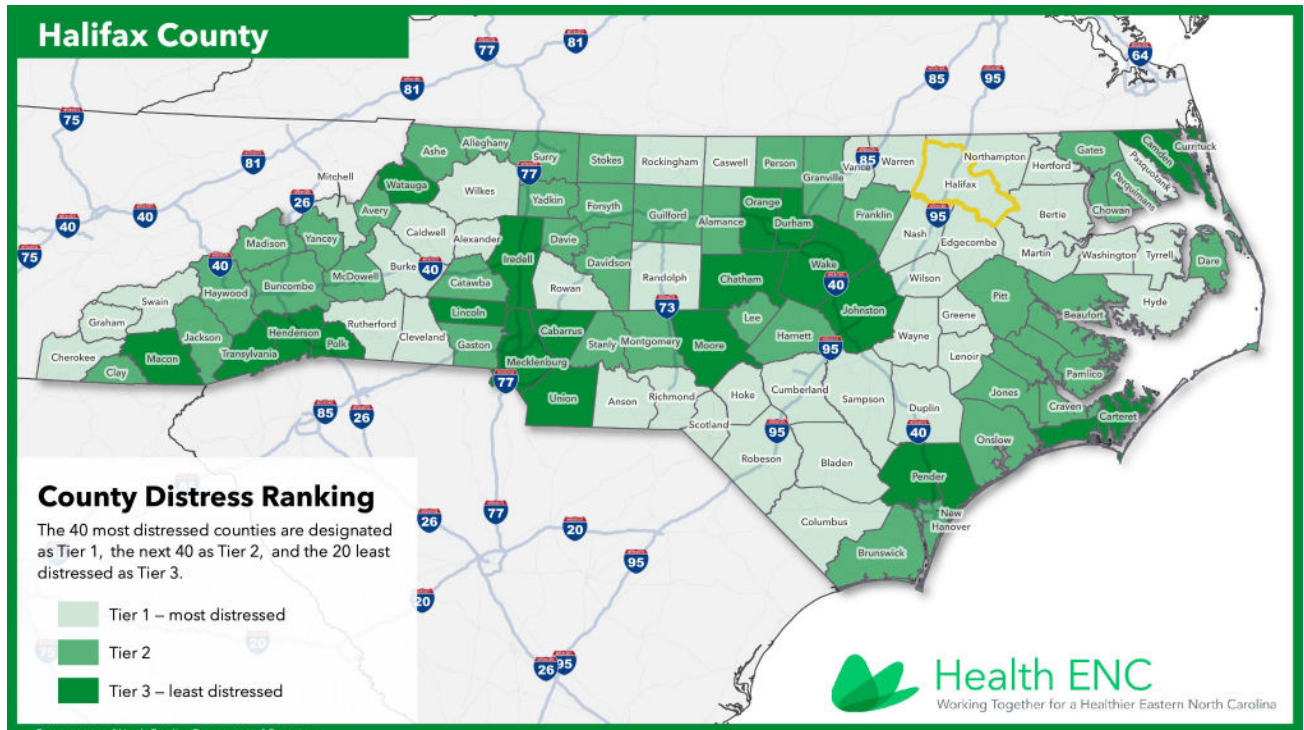 Halifax County
77
81
64
85
95
81
75
81
26
40
40
75
Ashe
Alleghany
Surry
Stokes
Rockingham
Caswell
Person
Granville
Vance
85
Warren
Northampton
Halifax
Hertford
Gates
Camden
Currituck
Pasquotank
Perquimans
Chowan
Bertie
Mitchell
Watauga
Wilkes
77
Yadkin
Forsyth
Guilford
Alamance
Orange
Durham
Franklin
95
Nash
Edgecombe
Martin
Washington
Tyrrell
Dare
Avery
Yancey
Madison
Caldwell
Alexander
Iredell
Davie
Davidson
Randolph
Chatham
Wake
40
Wilson
Pitt
Beaufort
Hyde
40
Burke
40
McDowell
Buncombe
Haywood
Catawba
Rowan
73
Lee
Johnston
Greene
Swain
Graham
Jackson
Henderson
Polk
Rutherford
Cleveland
Lincoln
Gaston
Cabarrus
Stanly
Montgomery
Moore
Harnett
95
Wayne
Lenoir
Pamlico
Craven
Jones
Carteret
Cherokee
Clay
Macon
Transylvania
Mecklenburg
77
Union
Anson
Richmond
Hoke
Cumberland
Sampson
Duplin
40
Onslow
Scotland
95
Robeson
Bladen
Pender
Columbus
New
Hanover
Brunswick
85
26
26
77
20
95
20
20
75
26
95
County Distress Ranking
The 40 most distressed counties are designated
as Tier 1, the next 40 as Tier 2, and the 20 least
distressed as Tier 3.
Tier 1 – most distressed
Tier 2
Tier 3 – least distressed
Health ENC
Working Together for a Healthier Eastern North Carolina